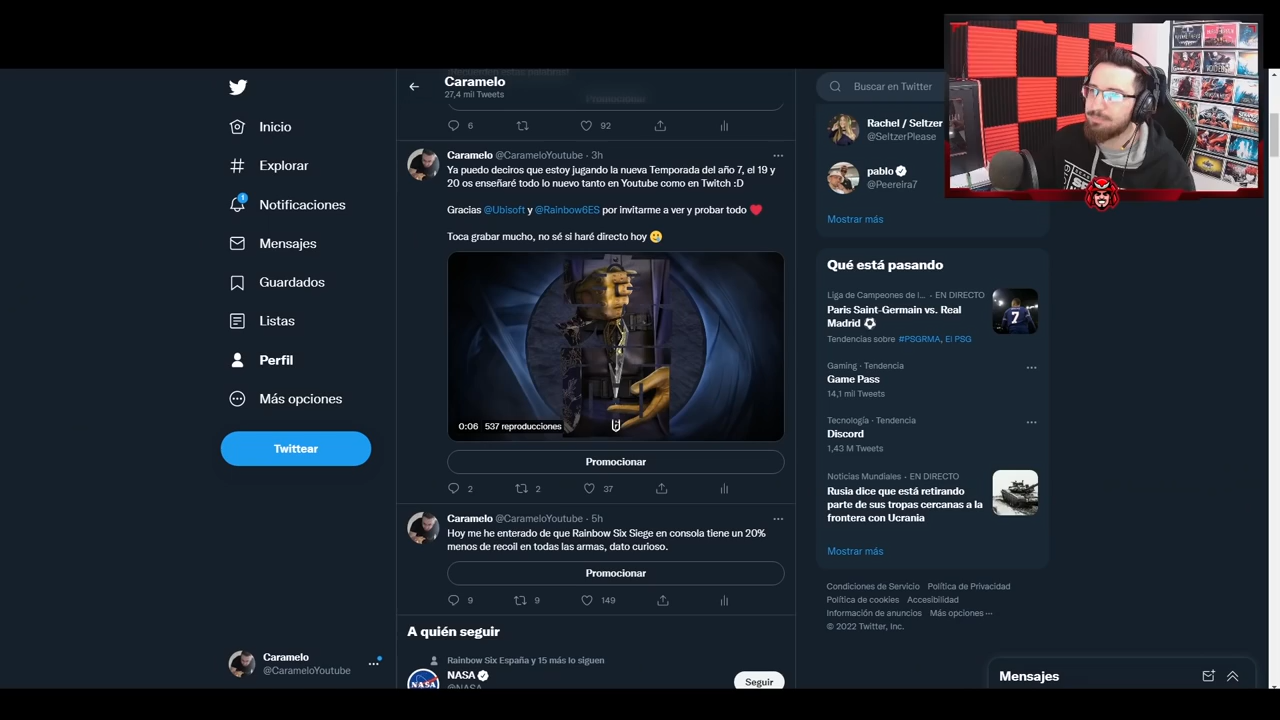 Inicio
Explorar
1
Notificaciones
Mensajes
Guardados
Listas
Perfil
Más opciones
Twittear
Caramelo
@CarameloYoutube
Caramelo
27,4 mil Tweets
6
92
Caramelo @CarameloYoutube · 3h
Ya puedo deciros que estoy jugando la nueva Temporada del año 7, el 19 y
20 os enseñaré todo lo nuevo tanto en Youtube como en Twitch :D
Gracias @Ubisoft y @Rainbow6ES por invitarme a ver y probar todo
Toca grabar mucho, no sé si haré directo hoy
0:06 537 reproducciones
Promocionar
2 2 37
Caramelo @CarameloYoutube · 5h
Hoy me he enterado de que Rainbow Six Siege en consola tiene un 20%
menos de recoil en todas las armas, dato curioso.
Promocionar
9 9 149
A quién seguir
Rainbow Six España y 15 más lo siguen
NASA
@NASA
Seguir
Buscar en Twitter
Rachel / Seltzer
@SeltzerPlease
pablo
@Peereira7
Mostrar más
Qué está pasando
Liga de Campeones de l... · EN DIRECTO
Paris Saint-Germain vs. Real
Madrid
Tendencias sobre #PSGRMA, El PSG
7
Gaming · Tendencia
Game Pass
14,1 mil Tweets
Tecnología · Tendencia
Discord
1,43 M Tweets
Noticias Mundiales · EN DIRECTO
Rusia dice que está retirando
parte de sus tropas cercanas a la
frontera con Ucrania
Mostrar más
Condiciones de Servicio Política de Privacidad
Política de cookies Accesibilidad
Información de anuncios Más opciones ···
© 2022 Twitter, Inc.
Mensajes